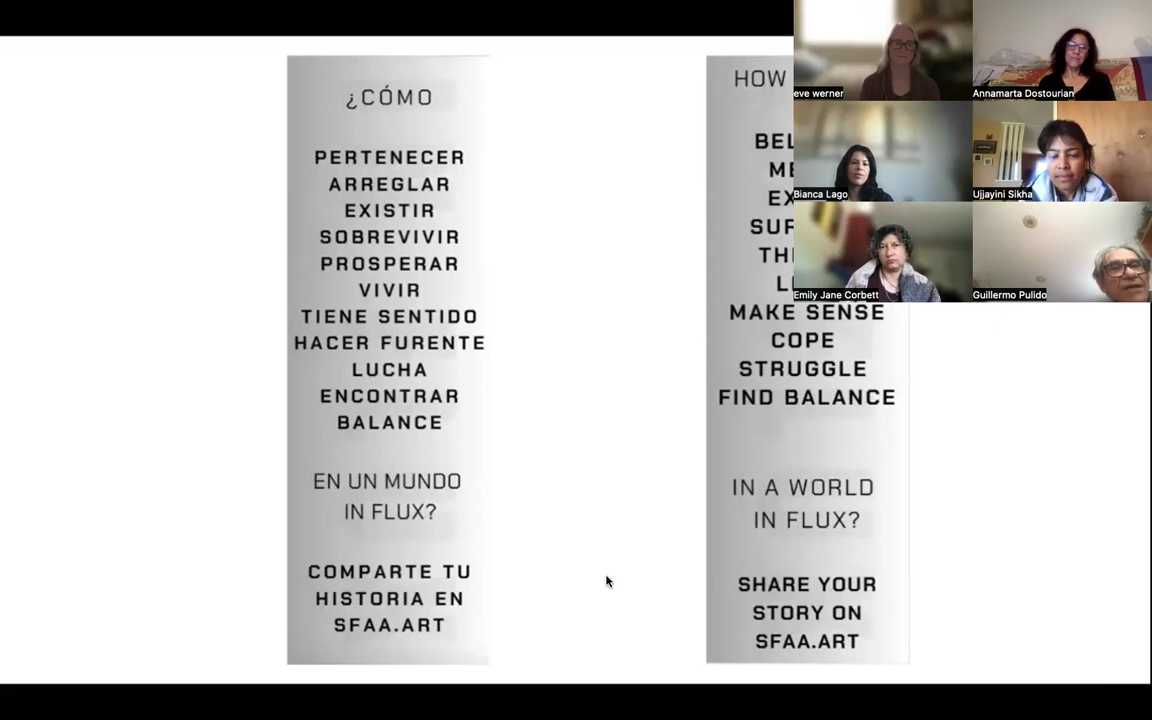 ¿CÓMO
PERTENECER
ARREGLAR
EXISTIR
SOBREVIVIR
PROSPERAR
VIVIR
TIENE SENTIDO
HACER FURENTE
LUCHA
ENCONTRAR
BALANCE
EN UN MUNDO
IN FLUX?
COMPARTE TU
HISTORIA EN
SFAA.ART
HOW
MAKE SENSE
COPE
STRUGGLE
FIND BALANCE
IN A WORLD
IN FLUX?
SHARE YOUR
STORY ON
SFAA.ART
eve werner
Annamarta Dostourian
Bianca Lago
Ujjayini Sikha
Emily Jane Corbett
Guillermo Pulido